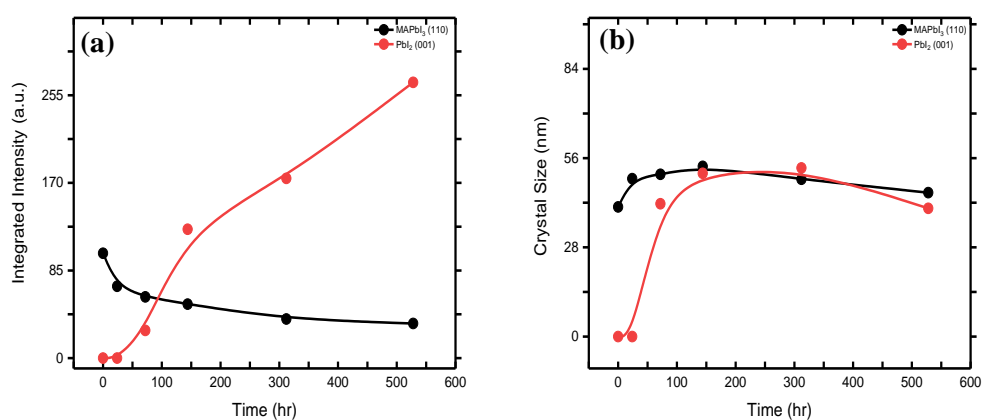 (a)
MAPbI₃ (110)
PbI₂ (001)
Integrated Intensity (a.u.)
255
170
85
0
0 100 200 300 400 500 600
Time (hr)
(b)
MAPbI₃ (110)
PbI₂ (001)
Crystal Size (nm)
84
56
28
0
0 100 200 300 400 500 600
Time (hr)